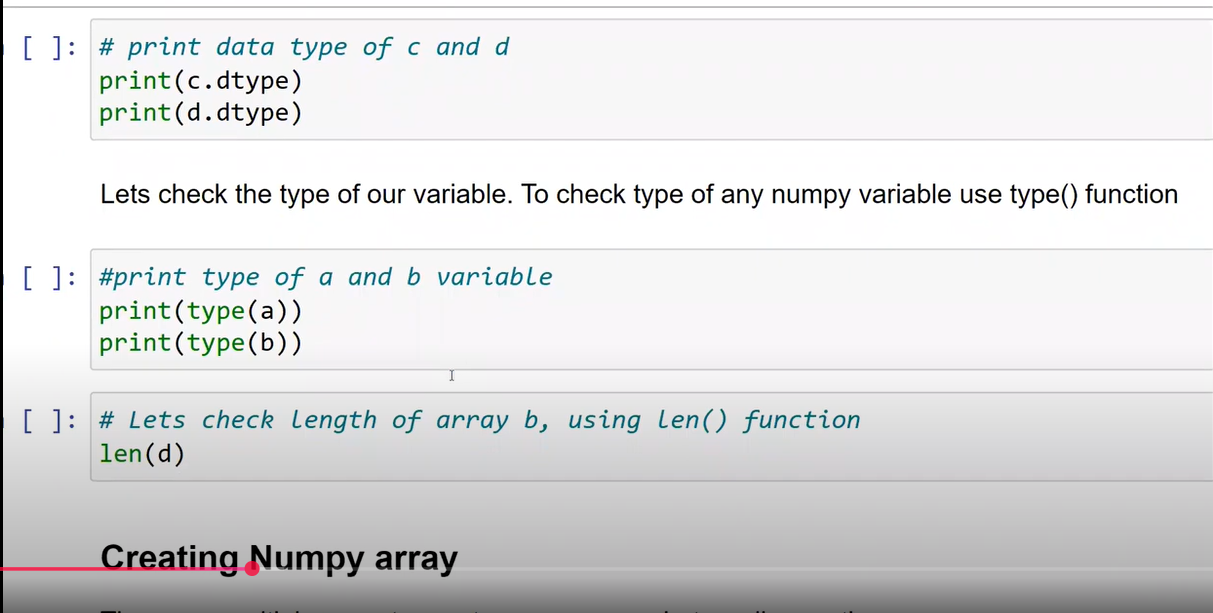 [ ]: # print data type of c and d
print(c.dtype)
print(d.dtype)
Lets check the type of our variable. To check type of any numpy variable use type() function
[ ]: #print type of a and b variable
print(type(a))
print(type(b))
[ ]: # Lets check length of array b, using len() function
len(d)
Creating Numpy array